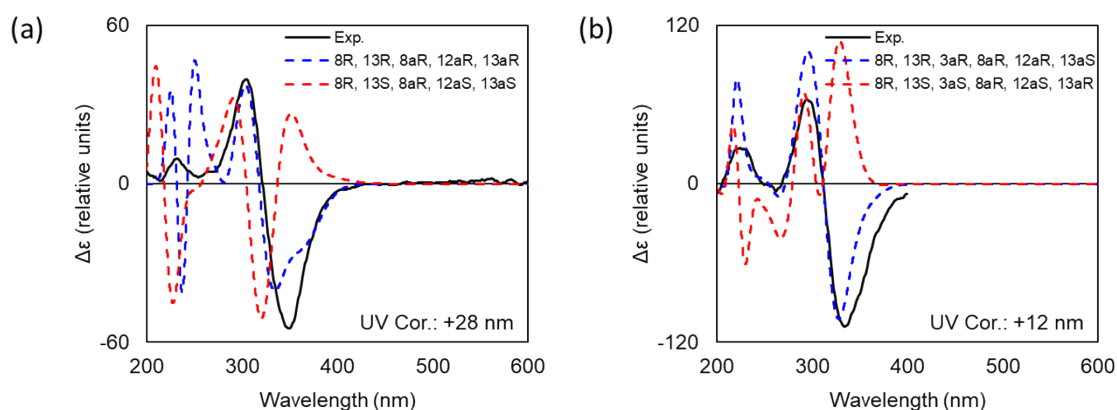 (a)
60
Exp.
8R, 13R, 8aR, 12aR, 13aR
8R, 13S, 8aR, 12aS, 13aS
0
-60
Δε (relative units)
UV Cor.: +28 nm
200 300 400 500 600
Wavelength (nm)
(b)
120
Exp.
8R, 13R, 3aR, 8aR, 12aR, 13aR
8R, 13S, 3aS, 8aR, 12aS, 13aR
0
-120
Δε (relative units)
UV Cor.: +12 nm
200 300 400 500 600
Wavelength (nm)